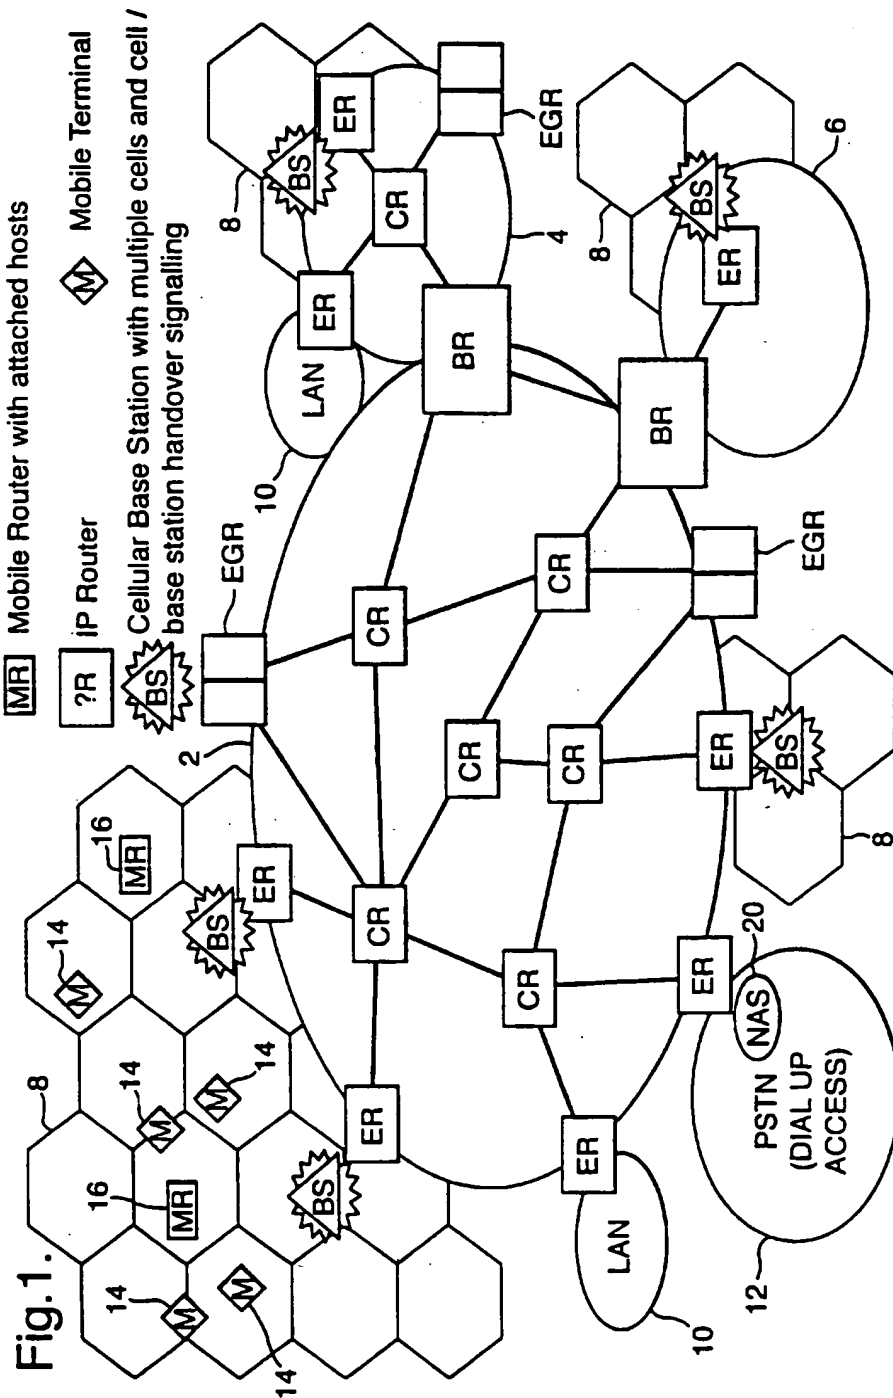 Fig.1.
MR Mobile Router with attached hosts
?R IP Router
M Mobile Terminal
BS Cellular Base Station with multiple cells and cell /
base station handover signalling
8
14
M
14
M
16
MR
14
M
14
M
14
M
16
MR
BS
BS
2
EGR
ER
ER
CR
CR
CR
CR
CR
CR
ER
ER
ER
BS
8
EGR
LAN
10
PSTN
(DIAL UP
ACCESS)
NAS
20
12
10
LAN
ER
8
BS
ER
CR
EGR
4
BR
BR
8
BS
ER
6